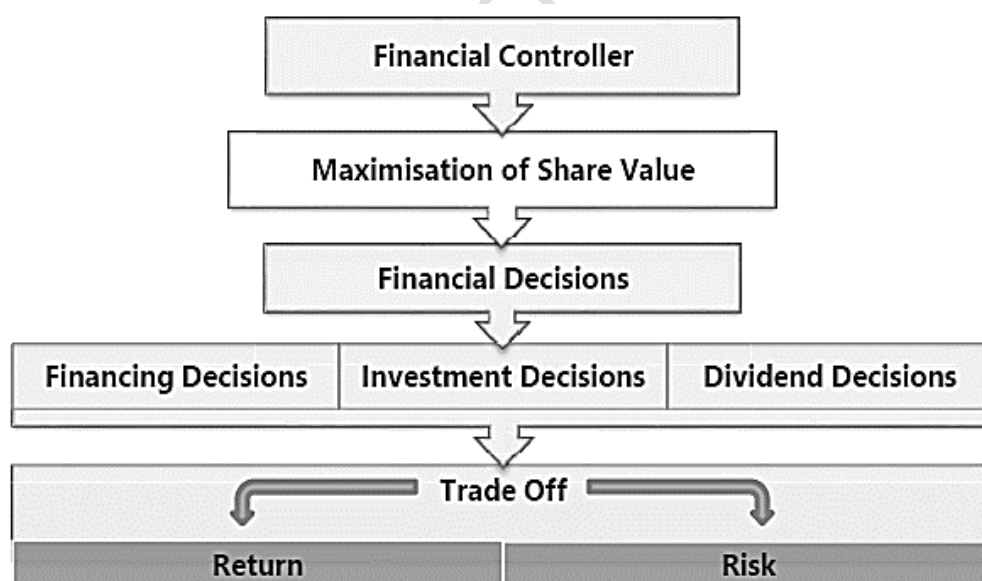 Financial Controller
Maximisation of Share Value
Financial Decisions
Financing Decisions
Investment Decisions
Dividend Decisions
Trade Off
Return
Risk